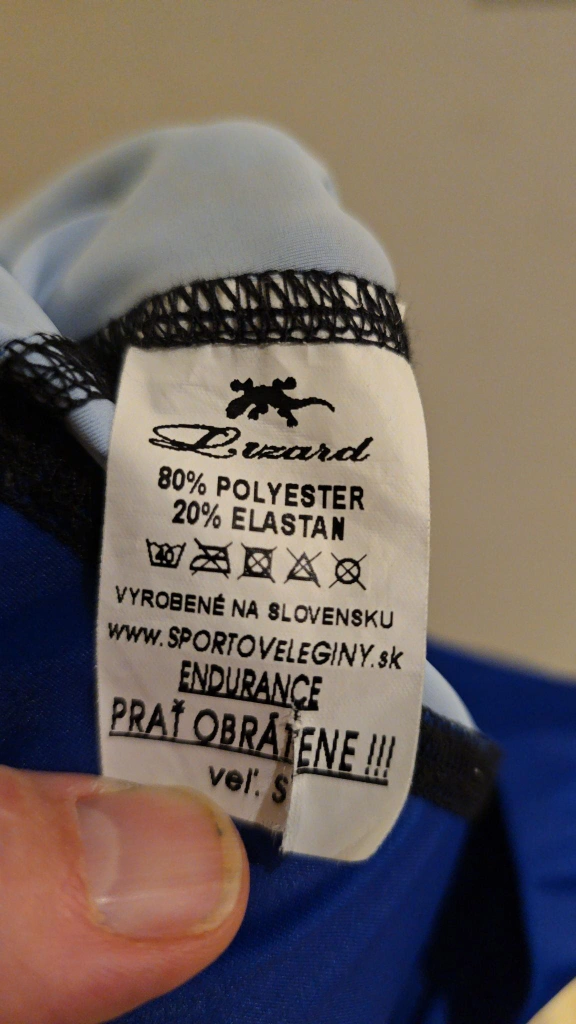 Lizard
80% POLYESTER
20% ELASTAN
40
VYROBENÉ NA SLOVENSKU
www.SPORTOVELEGINY.sk
ENDURANCE
PRAŤ OBRÁTENE !!!
veľ. S